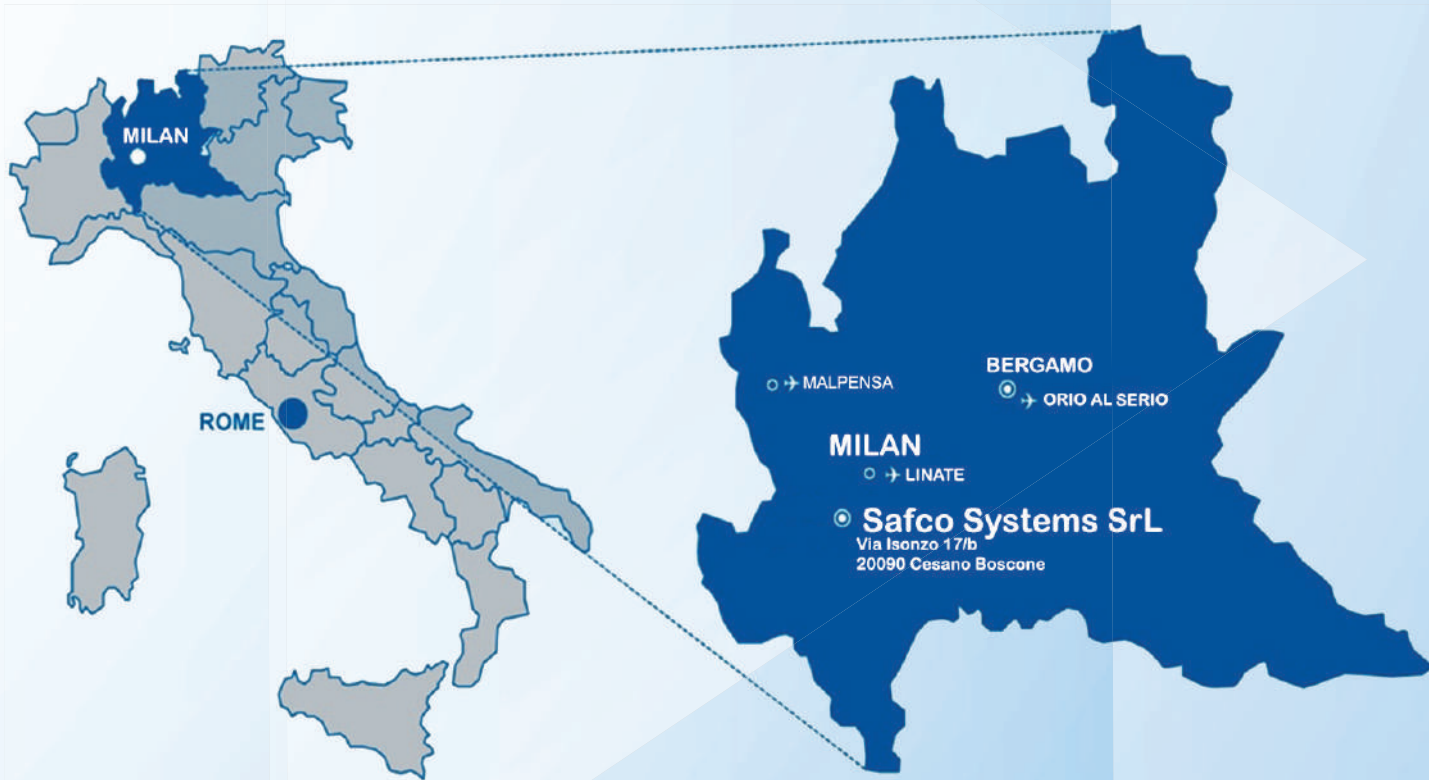 MILAN
ROME
BERGAMO
MALPENSA
ORIO AL SERIO
MILAN
LINATE
Safco Systems SrL
Via Isonzo 17/b
20090 Cesano Boscone